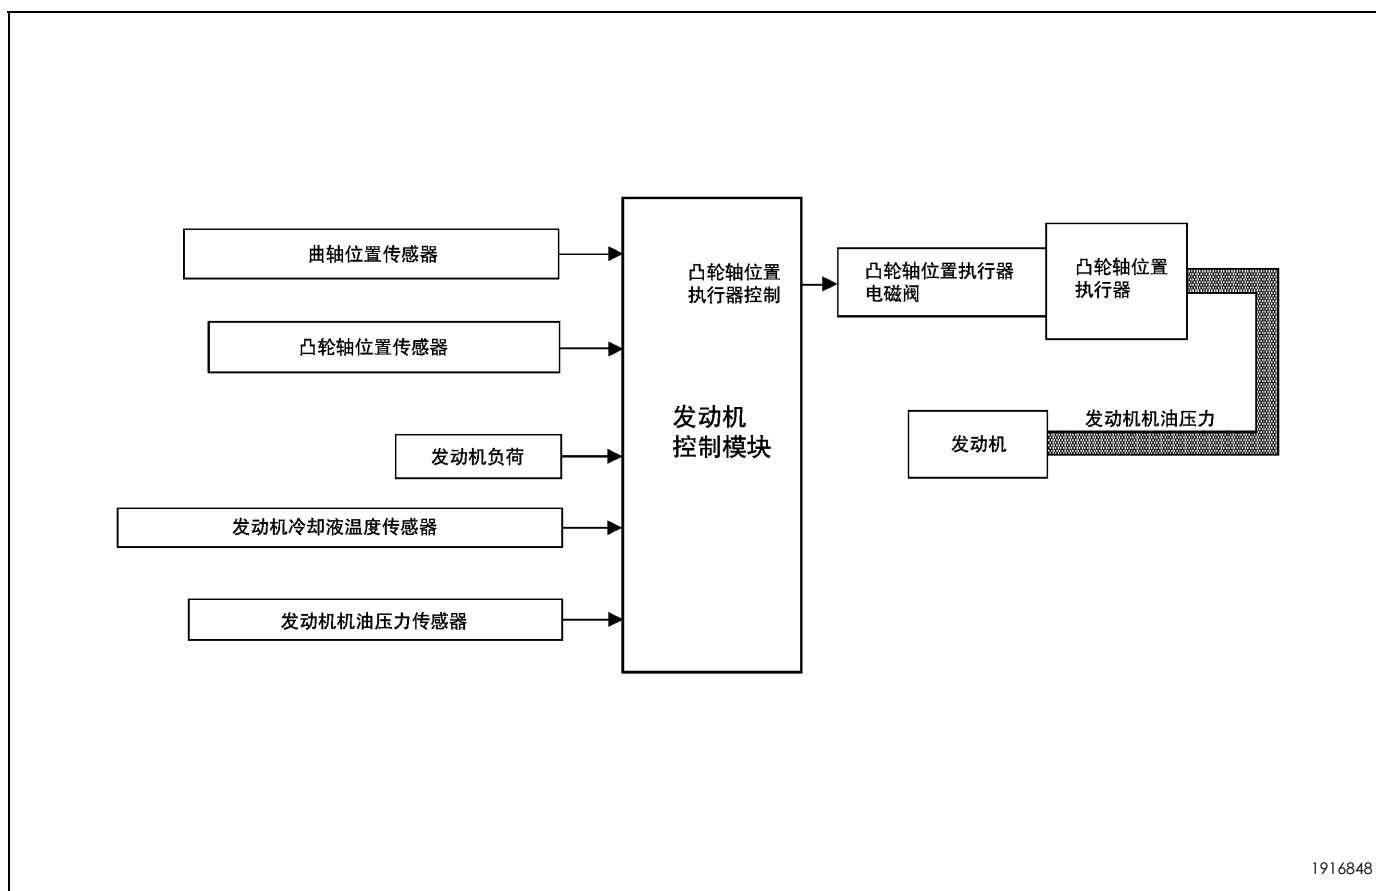 曲轴位置传感器
凸轮轴位置传感器
发动机负荷
发动机冷却液温度传感器
发动机机油压力传感器
凸轮轴位置
执行器控制
发动机
控制模块
凸轮轴位置执行器
电磁阀
凸轮轴位置
执行器
发动机机油压力
发动机
1916848